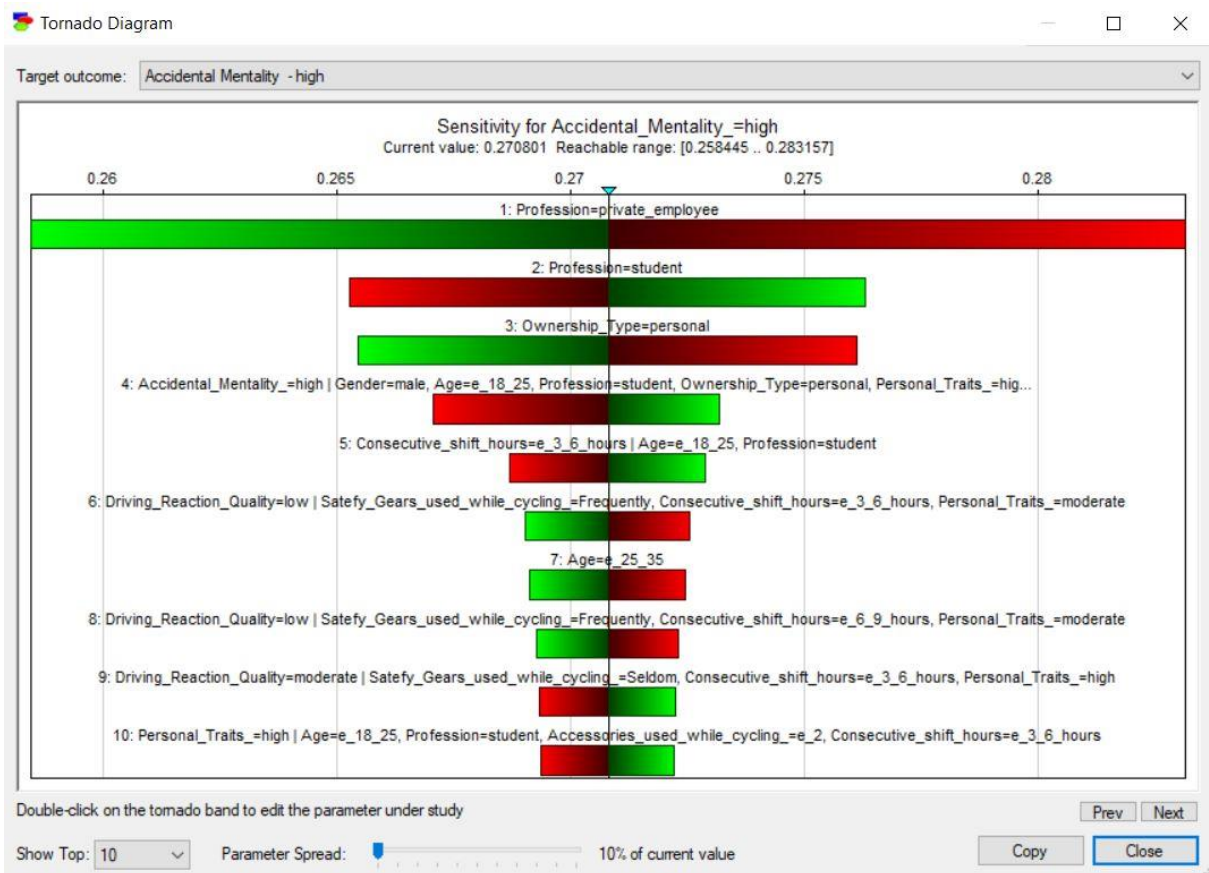 Tornado Diagram
Target outcome: Accidental Mentality - high
Sensitivity for Accidental_Mentality_=high
Current value: 0.270801 Reachable range: [0.258445 .. 0.283157]
0.26 0.265 0.27 0.275 0.28
1: Profession=private_employee
2: Profession=student
3: Ownership_Type=personal
4: Accidental_Mentality_=high | Gender=male, Age=e_18_25, Profession=student, Ownership_Type=personal, Personal_Traits_=hig...
5: Consecutive_shift_hours=e_3_6_hours | Age=e_18_25, Profession=student
6: Driving_Reaction_Quality=low | Satefy_Gears_used_while_cycling_=Frequently, Consecutive_shift_hours=e_3_6_hours, Personal_Traits_=moderate
7: Age=e_25_35
8: Driving_Reaction_Quality=low | Satefy_Gears_used_while_cycling_=Frequently, Consecutive_shift_hours=e_6_9_hours, Personal_Traits_=moderate
9: Driving_Reaction_Quality=moderate | Satefy_Gears_used_while_cycling_=Seldom, Consecutive_shift_hours=e_3_6_hours, Personal_Traits_=high
10: Personal_Traits_=high | Age=e_18_25, Profession=student, Accessories_used_while_cycling_=e_2, Consecutive_shift_hours=e_3_6_hours
Double-click on the tornado band to edit the parameter under study
Prev Next
Show Top: 10 Parameter Spread: 10% of current value Copy Close